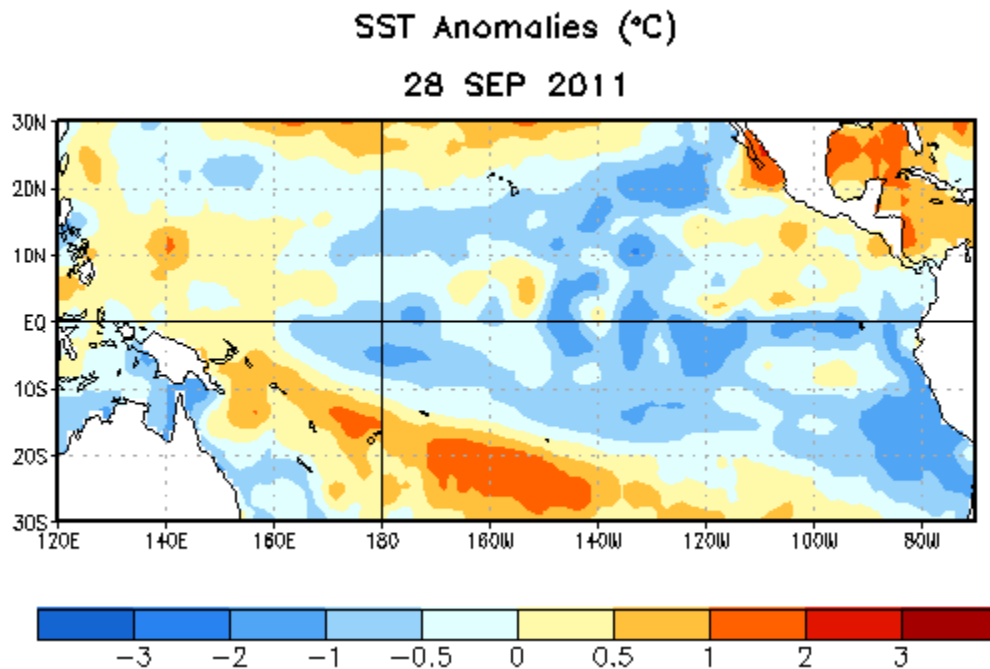 SST Anomalies (°C)
28 SEP 2011
30N
20N
10N
EQ
10S
20S
30S
120E 140E 160E 180 160W 140W 120W 100W 80W
-3 -2 -1 -0.5 0 0.5 1 2 3